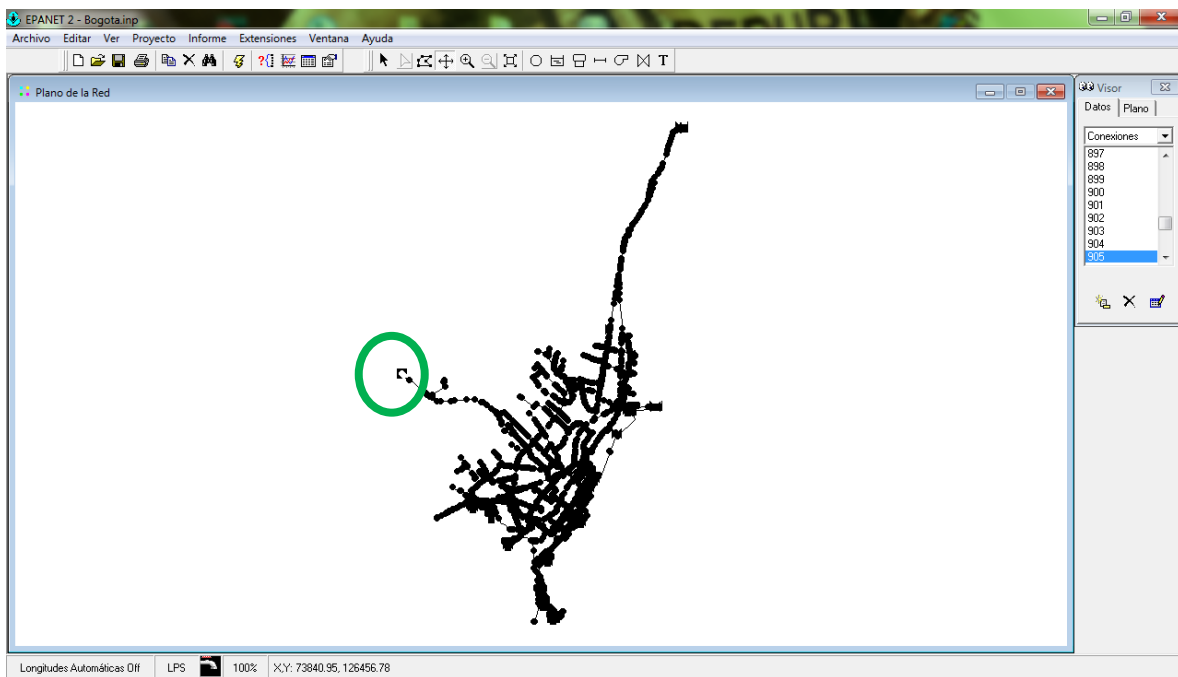 EPANET 2 - Bogota.inp
Archivo Editar Ver Proyecto Informe Extensiones Ventana Ayuda
T
Plano de la Red
Visor
Datos Plano
Conexiones
897
898
899
900
901
902
903
904
905
Longitudes Automáticas Off LPS 100% X,Y: 73840.95, 126456.78